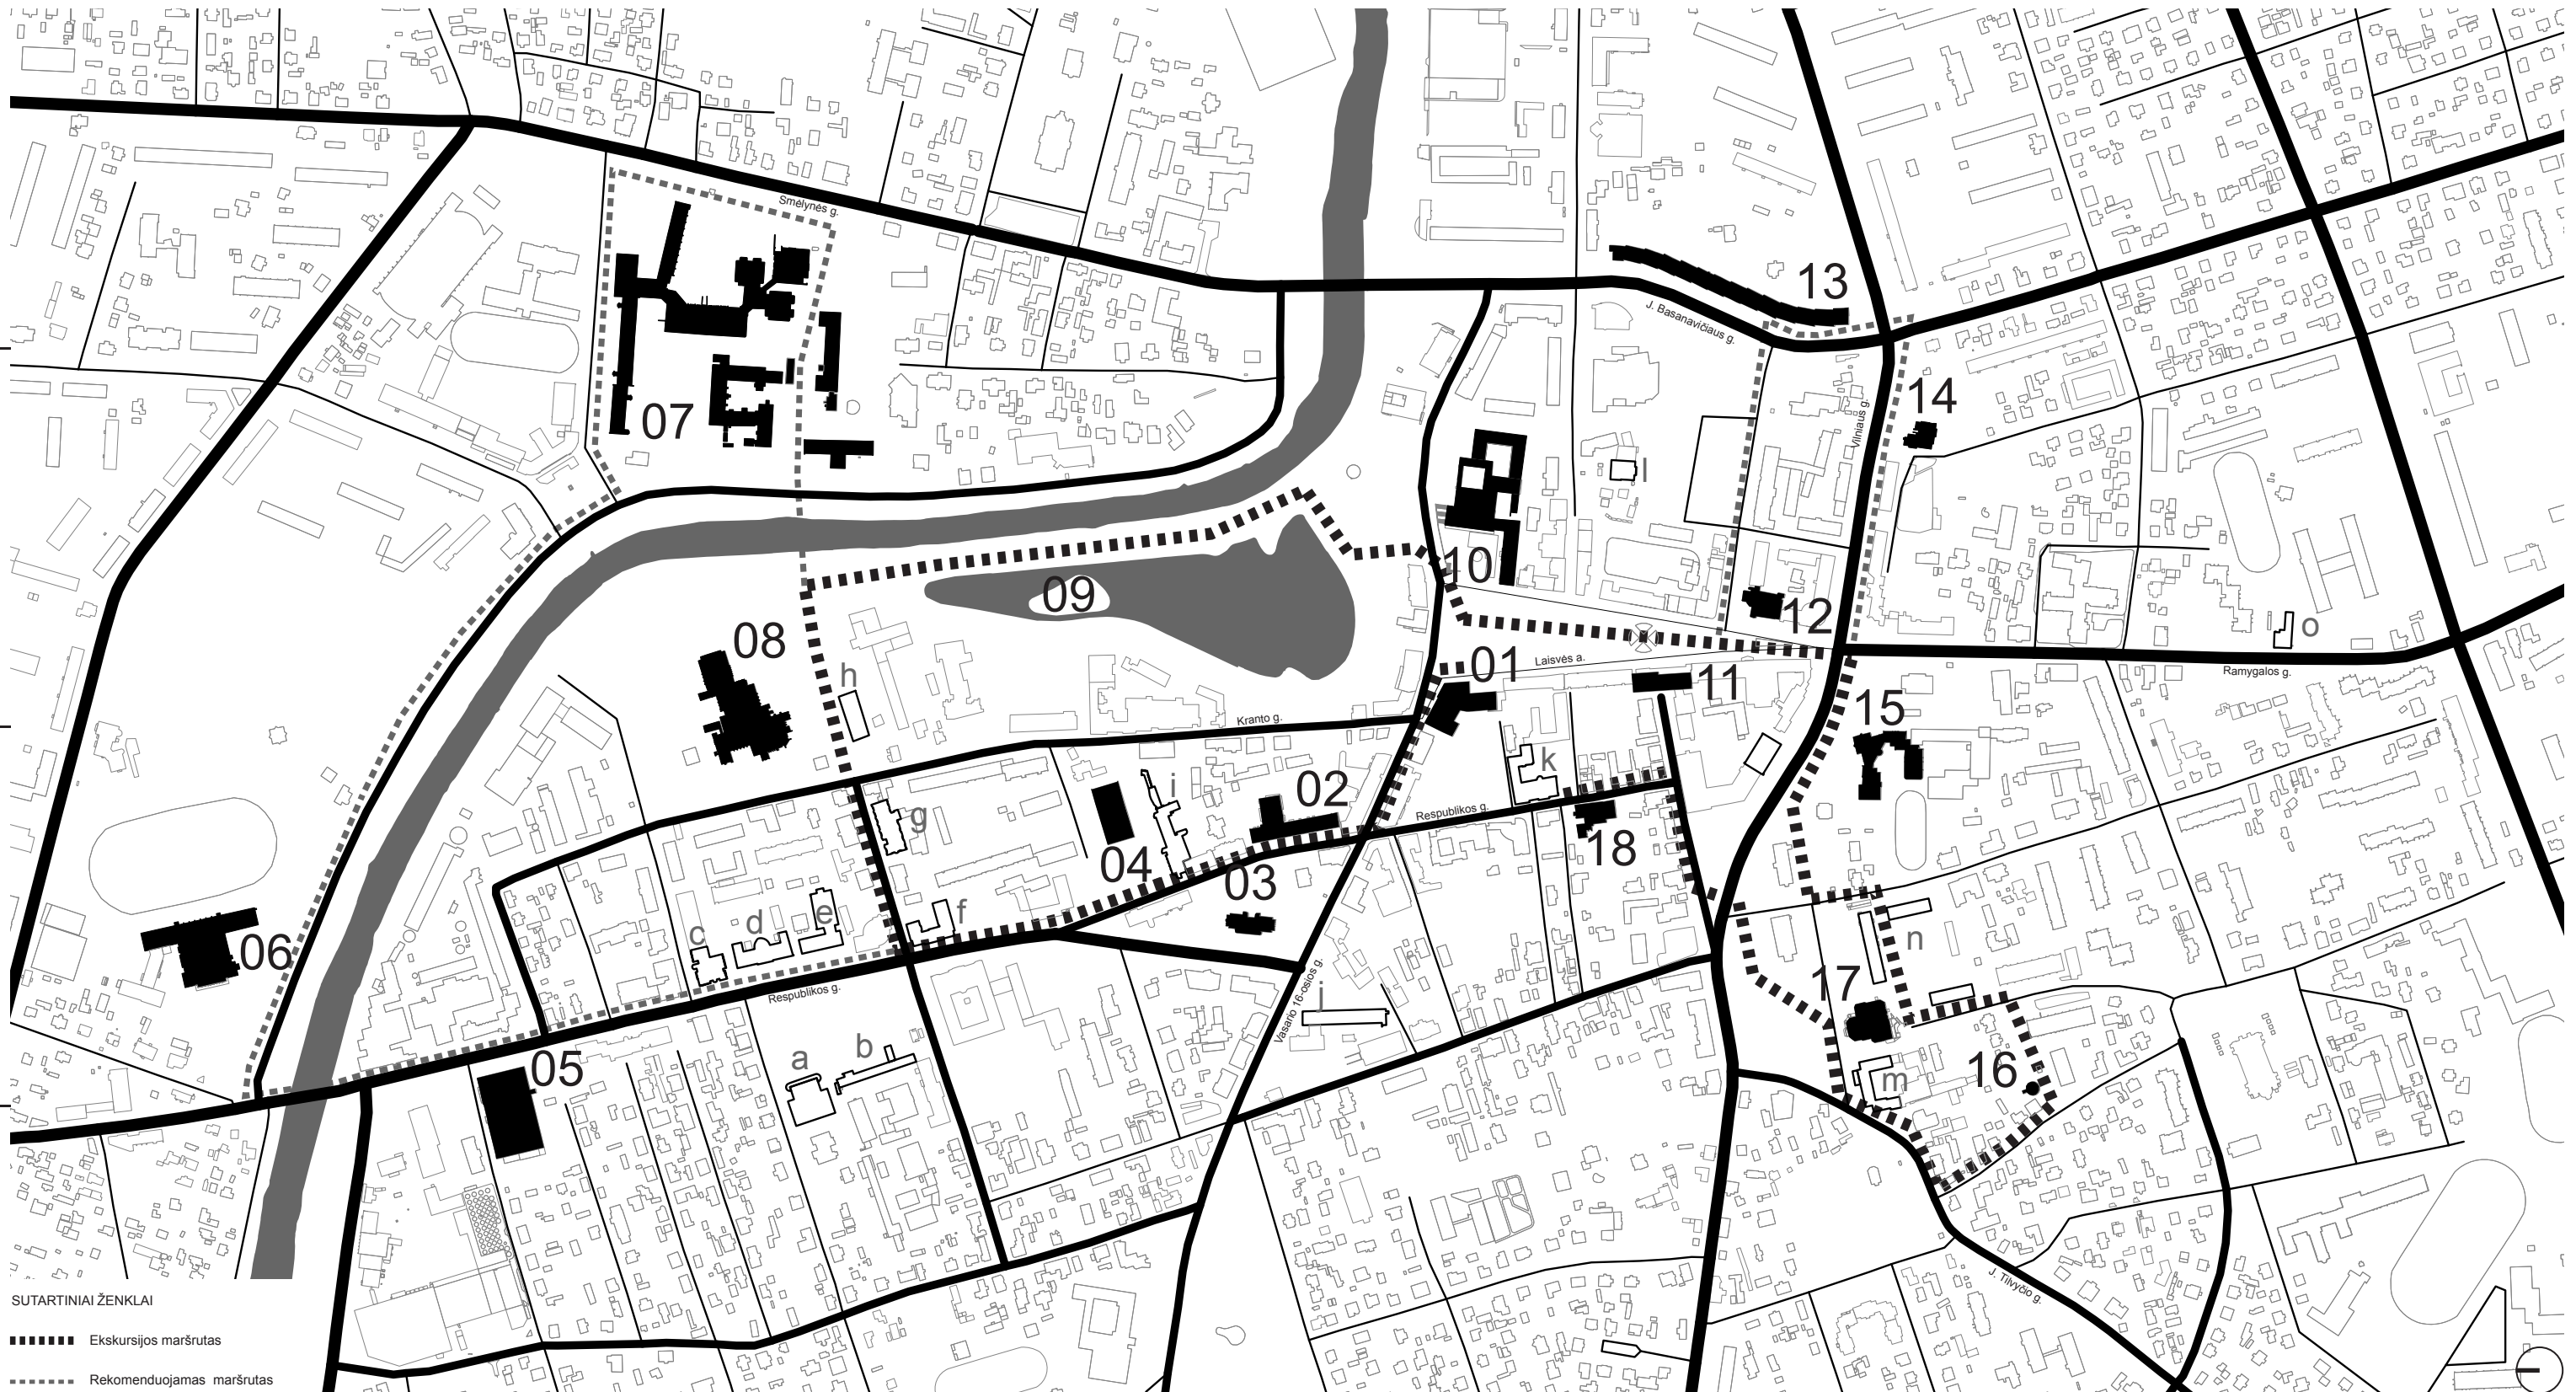 Smėlynės g.
13
J. Basanavičiaus g.
14
Vilniaus g.
07
l
10
09
12
o
08
h
01
Laisvės a.
11
Ramygalos g.
15
Kranto g.
k
i
02
g
Respublikos g.
04
18
03
f
e
d
c
n
06
Respublikos g.
Vasario 16-osios g.
j
17
b
a
05
m
16
J. Tilvyčio g.
SUTARTINIAI ŽENKLAI
Ekskursijos maršrutas
Rekomenduojamas maršrutas